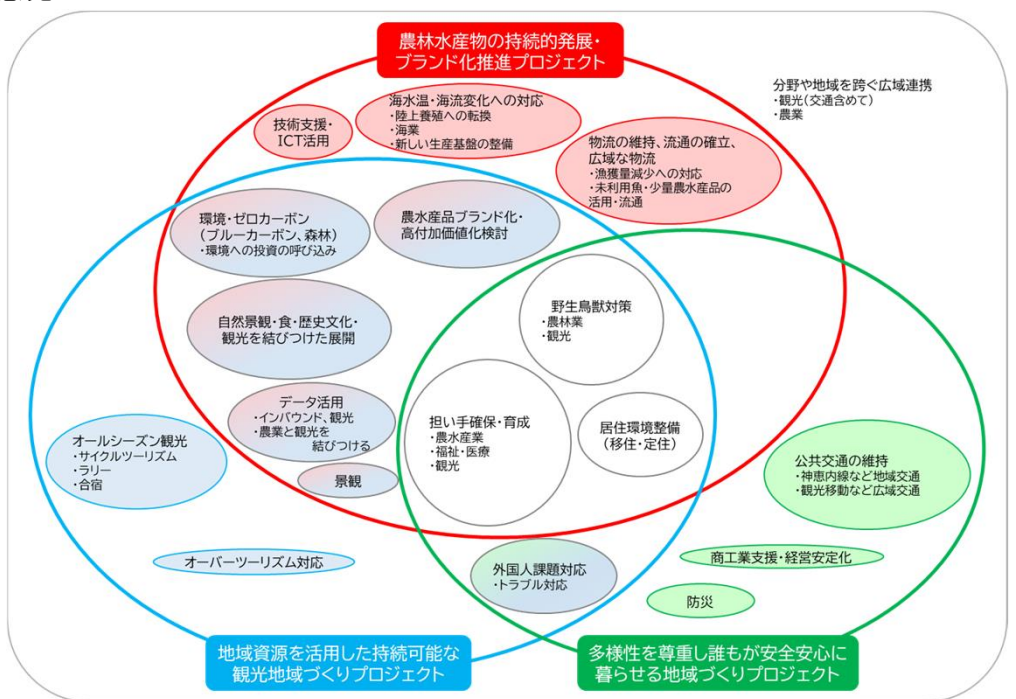 農林水産物の持続的発展・
ブランド化推進プロジェクト
分野や地域を跨ぐ広域連携
・観光(交通含めて)
・農業
技術支援・
ICT活用
海水温・海流変化への対応
・陸上養殖への転換
・海業
・新しい生産基盤の整備
物流の維持、流通の確立、
広域な物流
・漁獲量減少への対応
・未利用魚・少量農水産品の
活用・流通
環境・ゼロカーボン
(ブルーカーボン、森林)
・環境への投資の呼び込み
農水産品ブランド化・
高付加価値化検討
野生鳥獣対策
・農林業
・観光
自然景観・食・歴史文化・
観光を結びつけた展開
データ活用
・インバウンド、観光
・農業と観光を
結びつける
担い手確保・育成
・農水産業
・福祉・医療
・観光
居住環境整備
(移住・定住)
オールシーズン観光
・サイクルツーリズム
・ラリー
・合宿
景観
公共交通の維持
・神恵内線など地域交通
・観光移動など広域交通
オーバーツーリズム対応
外国人課題対応
・トラブル対応
商工業支援・経営安定化
防災
地域資源を活用した持続可能な
観光地域づくりプロジェクト
多様性を尊重し誰もが安全安心に
暮らせる地域づくりプロジェクト